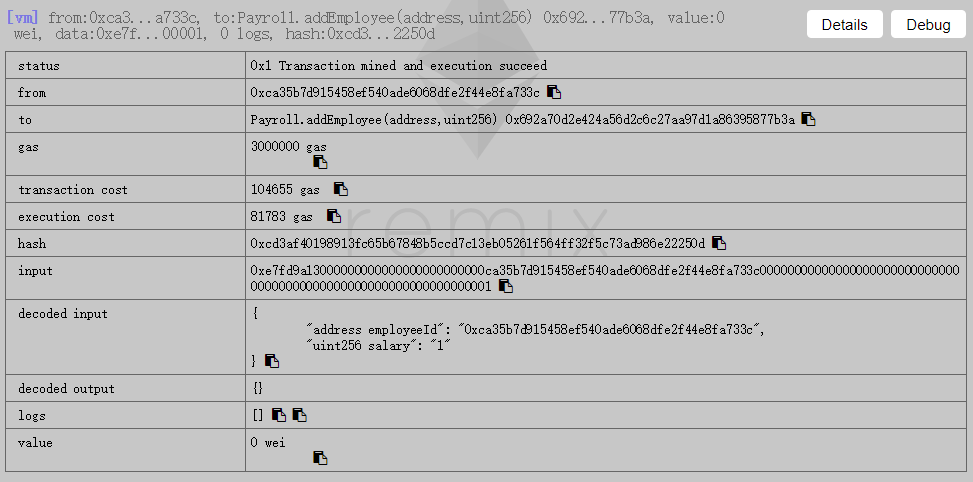 [vm] from:0xca3...a733c, to:Payroll.addEmployee(address,uint256) 0x692...77b3a, value:0
wei, data:0xe7f...00001, 0 logs, hash:0xcd3...2250d
Details
Debug
status 0x1 Transaction mined and execution succeed
from 0xca35b7d915458ef540ade6068dfe2f44e8fa733c
to Payroll.addEmployee(address,uint256) 0x692a70d2e424a56d2c6c27aa97d1a86395877b3a
gas 3000000 gas
transaction cost 104655 gas
execution cost 81783 gas
remix
hash 0xcd3af40198913fc65b67848b5ccd7c13eb05261f564ff32f5c73ad986e22250d
input 0xe7fd9a13000000000000000000000000ca35b7d915458ef540ade6068dfe2f44e8fa733c0000000000000000000000000000
000000000000000000000000000000000001
decoded input {
"address employeeId": "0xca35b7d915458ef540ade6068dfe2f44e8fa733c",
"uint256 salary": "1"
}
decoded output {}
logs []
value 0 wei